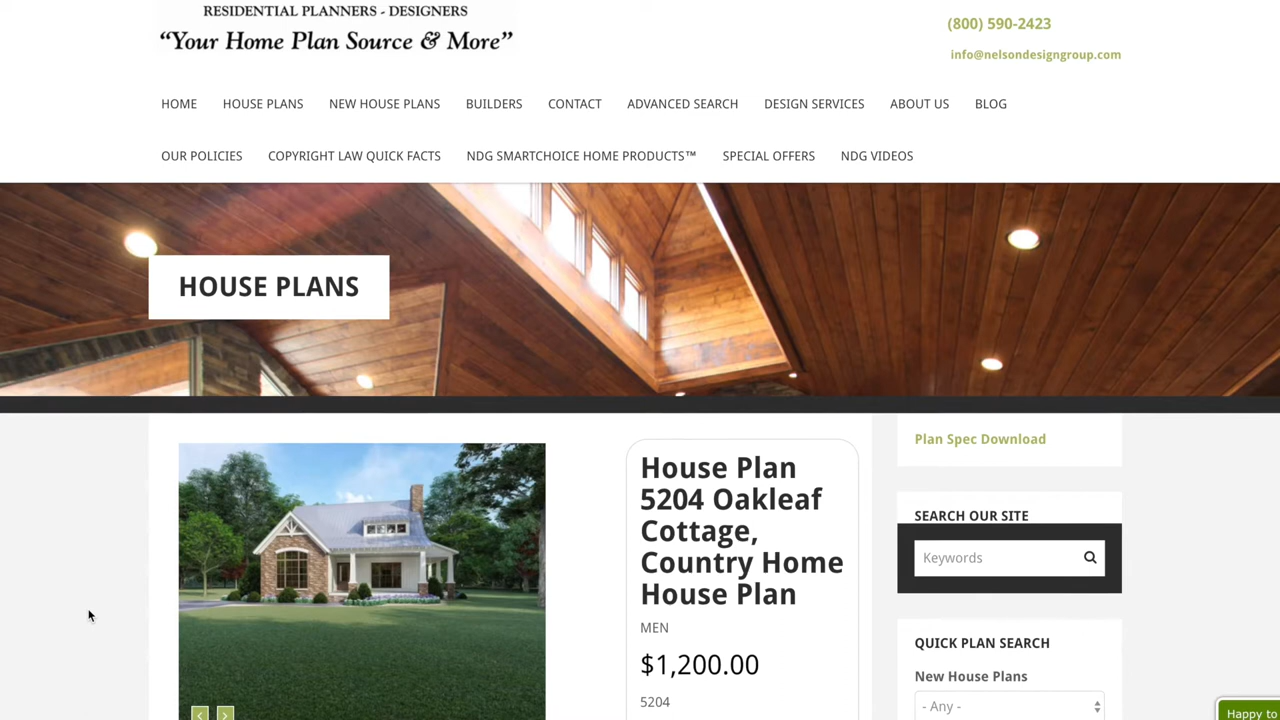 RESIDENTIAL PLANNERS - DESIGNERS
“Your Home Plan Source & More”
(800) 590-2423
info@nelsondesigngroup.com
HOME HOUSE PLANS NEW HOUSE PLANS BUILDERS CONTACT ADVANCED SEARCH DESIGN SERVICES ABOUT US BLOG
OUR POLICIES COPYRIGHT LAW QUICK FACTS NDG SMARTCHOICE HOME PRODUCTS™ SPECIAL OFFERS NDG VIDEOS
HOUSE PLANS
House Plan
5204 Oakleaf
Cottage,
Country Home
House Plan
MEN
$1,200.00
5204
Plan Spec Download
SEARCH OUR SITE
Keywords
QUICK PLAN SEARCH
New House Plans
- Any -
Happy to